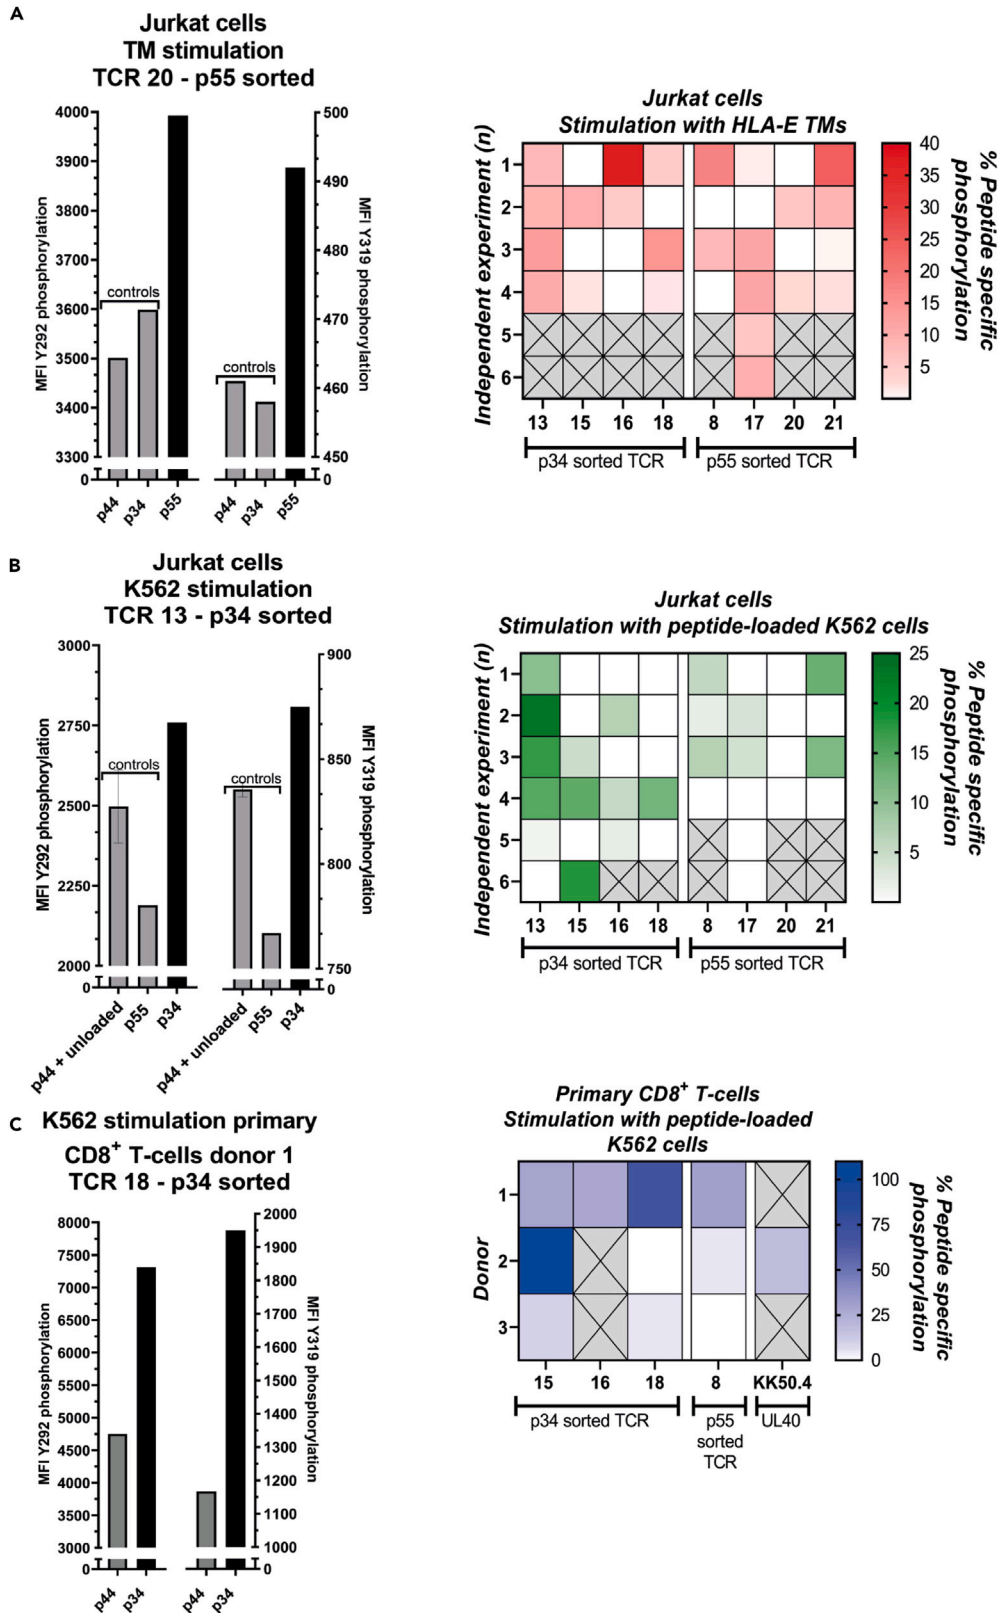 A
Jurkat cells
TM stimulation
TCR 20 - p55 sorted
MFI Y292 phosphorylation
4000
3900
3800
3700
3600
3500
3400
3300
0
controls
controls
500
490
480
470
460
450
0
MFI Y319 phosphorylation
p44
p34
p55
p44
p34
p55
Jurkat cells
Stimulation with HLA-E TMs
Independent experiment (n)
1
2
3
4
5
6
13
15
16
18
8
17
20
21
p34 sorted TCR
p55 sorted TCR
40
35
30
25
20
15
10
5
% Peptide specific
phosphorylation
B
Jurkat cells
K562 stimulation
TCR 13 - p34 sorted
MFI Y292 phosphorylation
3000
2750
2500
2250
2000
0
controls
controls
900
850
800
750
0
MFI Y319 phosphorylation
p44 + unloaded
p55
p34
p44 + unloaded
p55
p34
Jurkat cells
Stimulation with peptide-loaded K562 cells
Independent experiment (n)
1
2
3
4
5
6
13
15
16
18
8
17
20
21
p34 sorted TCR
p55 sorted TCR
25
20
15
10
5
% Peptide specific
phosphorylation
C
K562 stimulation primary
CD8+ T-cells donor 1
TCR 18 - p34 sorted
MFI Y292 phosphorylation
8000
7500
7000
6500
6000
5500
5000
4500
4000
3500
3000
0
2000
1900
1800
1700
1600
1500
1400
1300
1200
1100
1000
0
MFI Y319 phosphorylation
p44
p34
p44
p34
Primary CD8+ T-cells
Stimulation with peptide-loaded
K562 cells
Donor
1
2
3
15
16
18
8
KK50.4
p34 sorted TCR
p55
sorted
TCR
UL40
100
75
50
25
0
% Peptide specific
phosphorylation